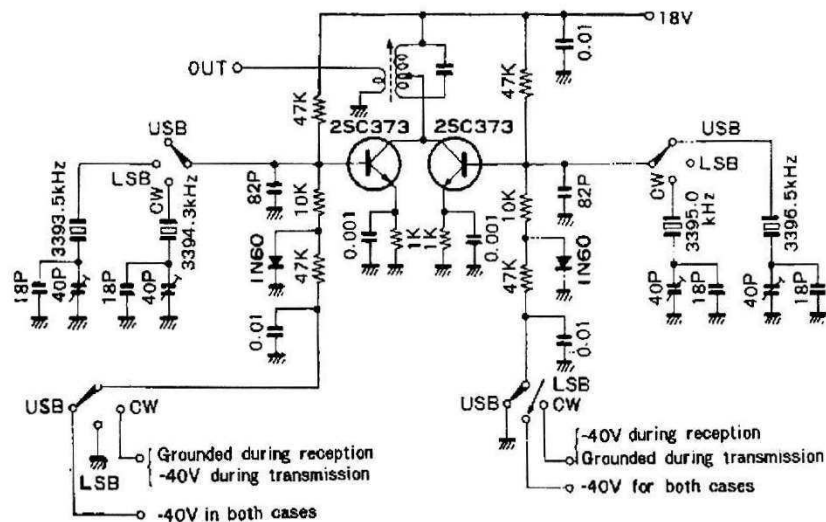 18V
0.01
OUT
47K
47K
2SC373
2SC373
USB
LSB
CW
3393.5kHz
3394.3kHz
18P
40P
18P
40P
82P
10K
1N60
47K
0.01
0.001
1K
1K
0.001
10K
82P
47K
1N60
0.01
USB
LSB
CW
3395.0
kHz
3396.5kHz
40P
18P
40P
18P
USB
CW
LSB
Grounded during reception
-40V during transmission
-40V in both cases
USB
LSB
CW
-40V during reception
Grounded during transmission
-40V for both cases